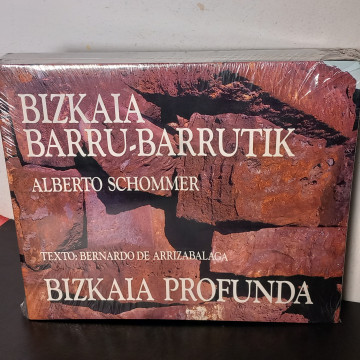 BIZKAIA
BARRU-BARRUTIK
ALBERTO SCHOMMER
TEXTO: BERNARDO DE ARRIZABALAGA
BIZKAIA PROFUNDA